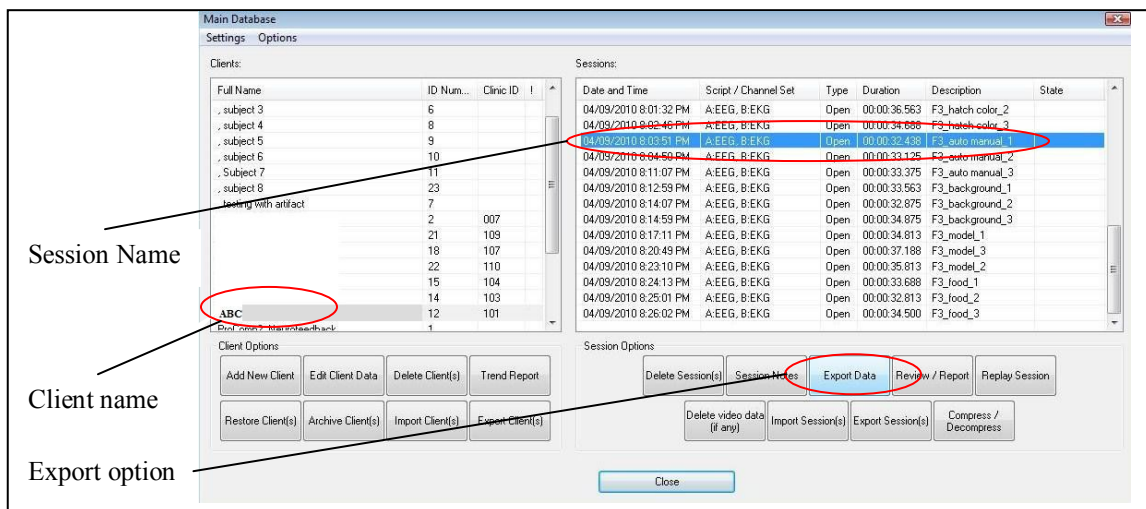 Main Database
Settings Options
Clients:
Full Name ID Num... Clinic ID !
, subject 3 6
, subject 4 8
, subject 5 9
, subject 6 10
, Subject 7 11
, subject 8 23
, testing with artifact 7
2 007
21 109
18 107
22 110
15 104
14 103
ABC 12 101
ProComp2, Neurofeedback 1
Client Options
Add New Client Edit Client Data Delete Client(s) Trend Report
Restore Client(s) Archive Client(s) Import Client(s) Export Client(s)
Sessions:
Date and Time Script / Channel Set Type Duration Description State
04/09/2010 8:01:32 PM A:EEG, B:EKG Open 00:00:36.563 F3_hatch color_2
04/09/2010 8:02:46 PM A:EEG, B:EKG Open 00:00:34.688 F3_hatch color_3
04/09/2010 8:03:51 PM A:EEG, B:EKG Open 00:00:32.438 F3_auto manual_1
04/09/2010 8:04:50 PM A:EEG, B:EKG Open 00:00:33.125 F3_auto manual_2
04/09/2010 8:11:07 PM A:EEG, B:EKG Open 00:00:33.375 F3_auto manual_3
04/09/2010 8:12:59 PM A:EEG, B:EKG Open 00:00:33.563 F3_background_1
04/09/2010 8:14:07 PM A:EEG, B:EKG Open 00:00:32.875 F3_background_2
04/09/2010 8:14:59 PM A:EEG, B:EKG Open 00:00:34.875 F3_background_3
04/09/2010 8:17:11 PM A:EEG, B:EKG Open 00:00:34.813 F3_model_1
04/09/2010 8:20:49 PM A:EEG, B:EKG Open 00:00:37.188 F3_model_3
04/09/2010 8:23:10 PM A:EEG, B:EKG Open 00:00:35.813 F3_model_2
04/09/2010 8:24:13 PM A:EEG, B:EKG Open 00:00:33.688 F3_food_1
04/09/2010 8:25:01 PM A:EEG, B:EKG Open 00:00:32.813 F3_food_2
04/09/2010 8:26:02 PM A:EEG, B:EKG Open 00:00:34.500 F3_food_3
Session Options
Delete Session(s) Session Notes Export Data Review / Report Replay Session
Delete video data (if any) Import Session(s) Export Session(s) Compress / Decompress
Close
Session Name
Client name
Export option